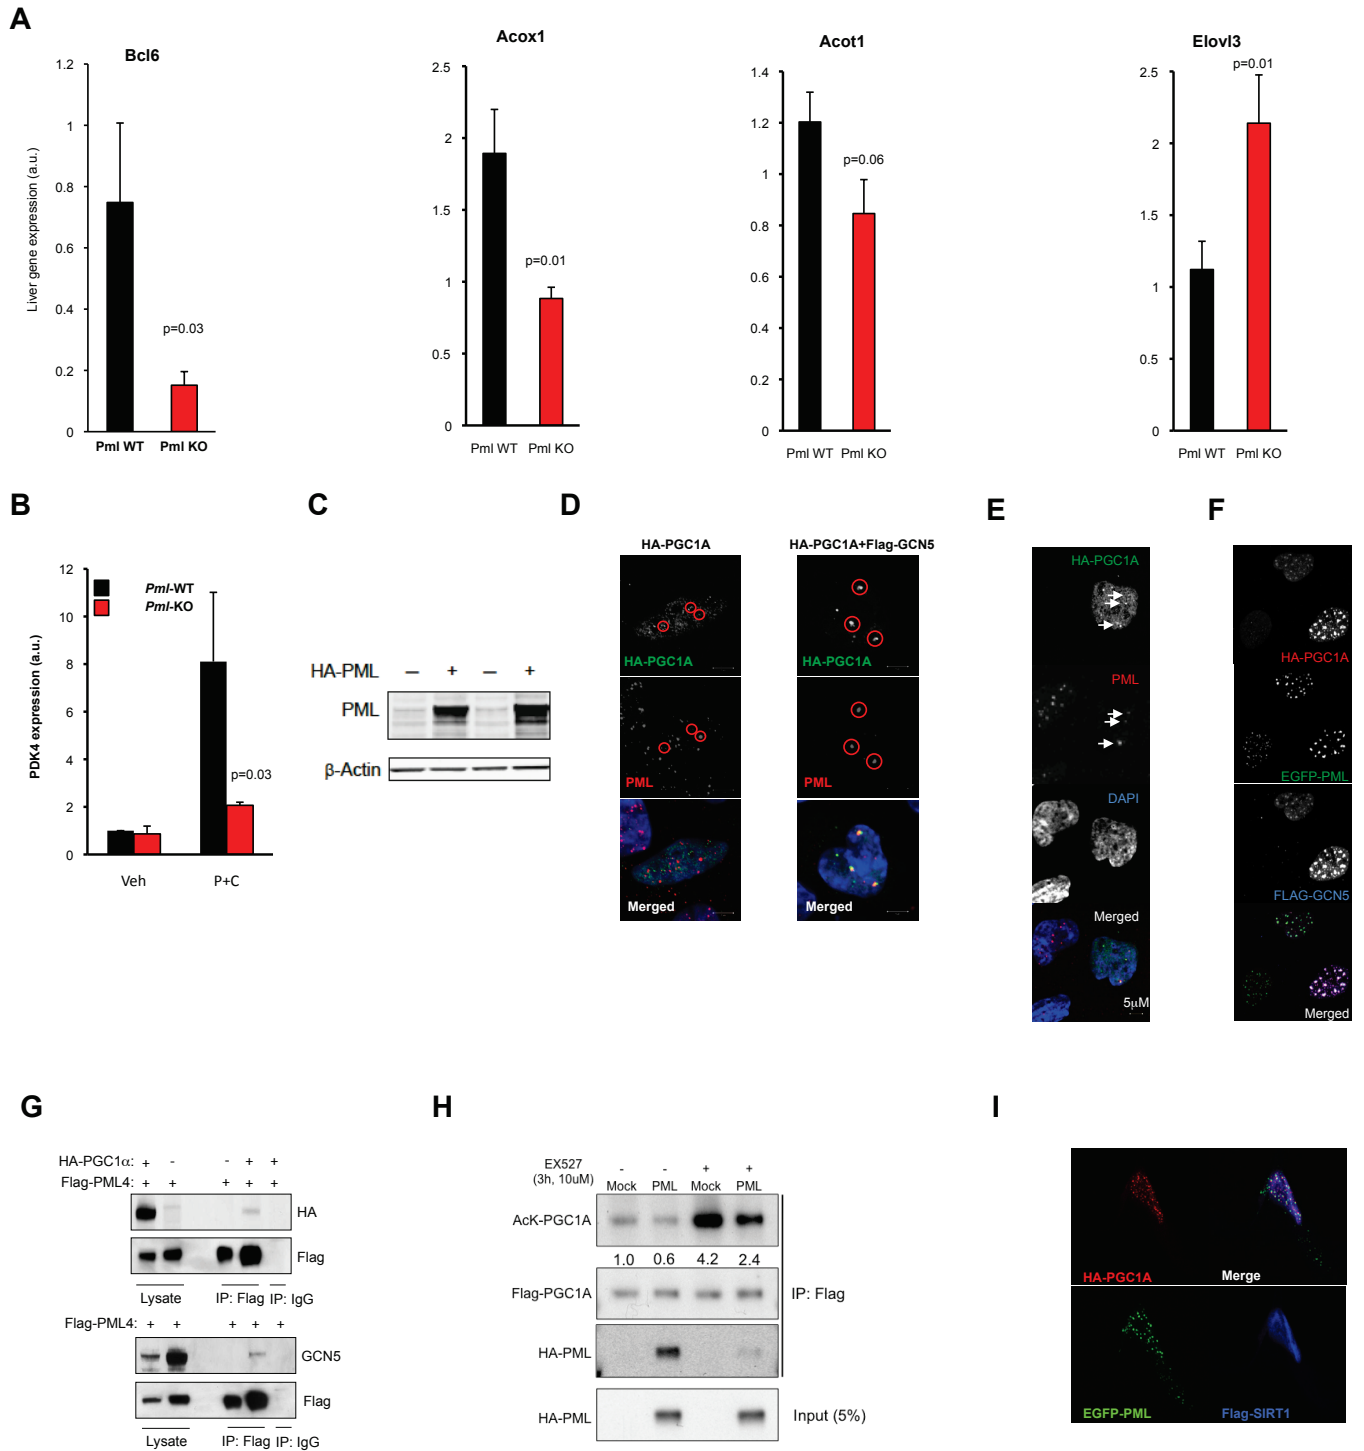 A
Bcl6
Acox1
Acot1
Elovl3
Liver gene expression (a.u.)
1.2
1
0.8
0.6
0.4
0.2
0
p=0.03
Pml WT Pml KO
2.5
2
1.5
1
0.5
0
p=0.01
Pml WT Pml KO
1.4
1.2
1
0.8
0.6
0.4
0.2
0
p=0.06
Pml WT Pml KO
2.5
2
1.5
1
0.5
0
p=0.01
Pml WT Pml KO
B
PDK4 expression (a.u.)
12
10
8
6
4
2
0
Pml-WT
Pml-KO
p=0.03
Veh P+C
C
HA-PML – + – +
PML
β-Actin
D
HA-PGC1A
HA-PGC1A+Flag-GCN5
HA-PGC1A
HA-PGC1A
PML
PML
Merged
Merged
E
HA-PGC1A
PML
DAPI
Merged
5μM
F
HA-PGC1A
EGFP-PML
FLAG-GCN5
Merged
G
HA-PGC1α: + - - + +
Flag-PML4: + + + + +
HA
Flag
Lysate IP: Flag IP: IgG
Flag-PML4: + + + + +
GCN5
Flag
Lysate IP: Flag IP: IgG
H
EX527 - - + +
(3h, 10uM) Mock PML Mock PML
AcK-PGC1A
1.0 0.6 4.2 2.4
Flag-PGC1A
IP: Flag
HA-PML
HA-PML
Input (5%)
I
HA-PGC1A
Merge
EGFP-PML
Flag-SIRT1